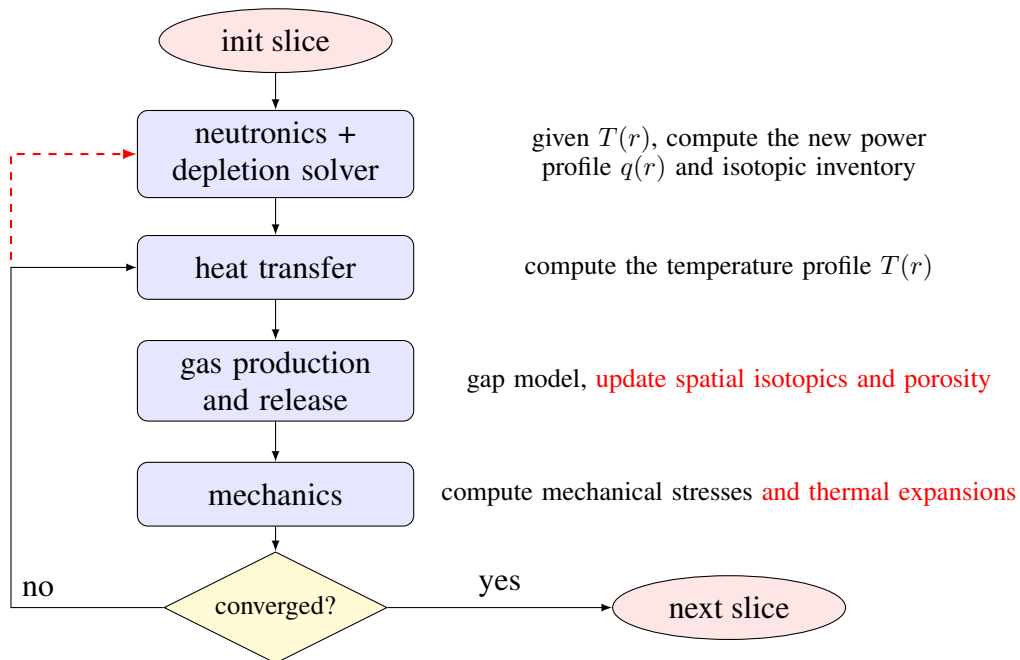 init slice
neutronics +
depletion solver
given T(r), compute the new power
profile q(r) and isotopic inventory
heat transfer
compute the temperature profile T(r)
gas production
and release
gap model, update spatial isotopics and porosity
mechanics
compute mechanical stresses and thermal expansions
no
converged?
yes
next slice